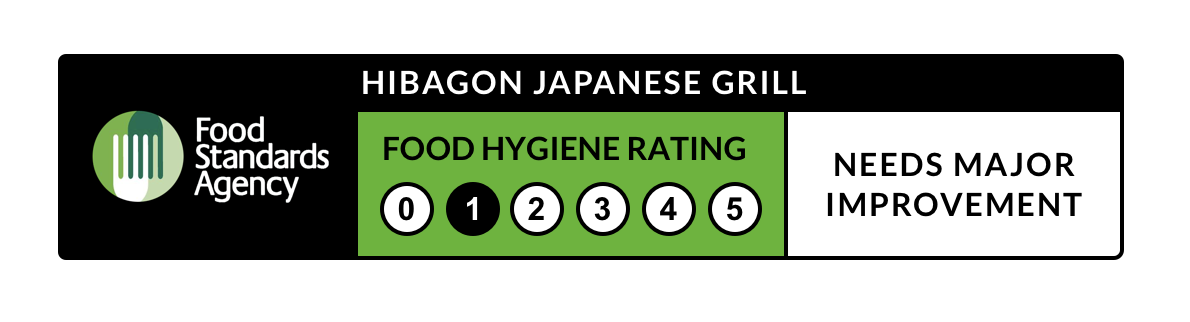 HIBAGON JAPANESE GRILL
Food
Standards
Agency
FOOD HYGIENE RATING
0 1 2 3 4 5
NEEDS MAJOR
IMPROVEMENT